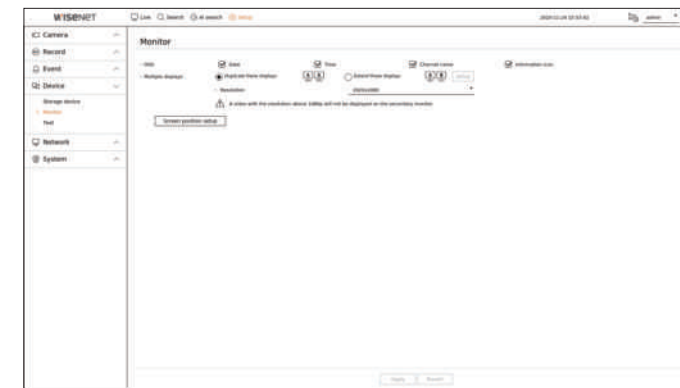 WISENET
Live Search AI search Setup
admin
Camera
Record
Event
Device
Storage device
Monitor
Text
Network
System
Monitor
OSD Date Time Channel name Information icon
Multiple displays Duplicate these displays Extend these displays Setup
Resolution
A video with the resolution above 1080p will not be displayed on the secondary monitor.
Screen position setup
Apply Revert